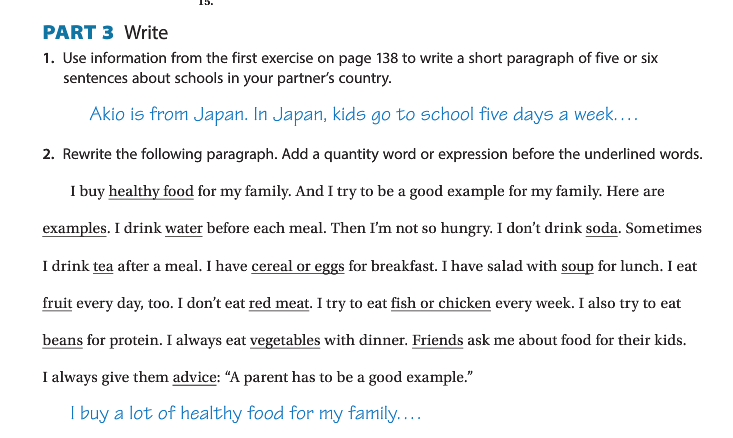 15.
PART 3 Write
1. Use information from the first exercise on page 138 to write a short paragraph of five or six
sentences about schools in your partner's country.
Akio is from Japan. In Japan, kids go to school five days a week....
2. Rewrite the following paragraph. Add a quantity word or expression before the underlined words.
I buy healthy food for my family. And I try to be a good example for my family. Here are
examples. I drink water before each meal. Then I'm not so hungry. I don't drink soda. Sometimes
I drink tea after a meal. I have cereal or eggs for breakfast. I have salad with soup for lunch. I eat
fruit every day, too. I don't eat red meat. I try to eat fish or chicken every week. I also try to eat
beans for protein. I always eat vegetables with dinner. Friends ask me about food for their kids.
I always give them advice: "A parent has to be a good example."
I buy a lot of healthy food for my family....